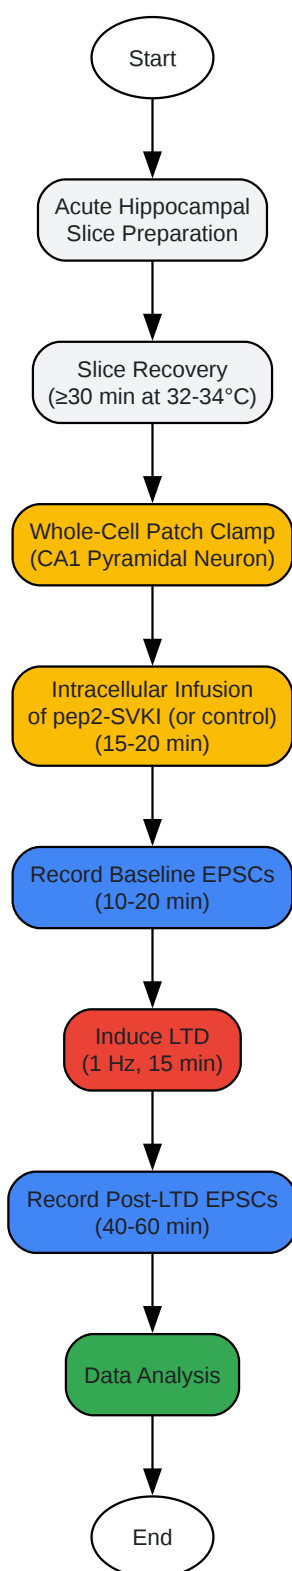 Start
Acute Hippocampal
Slice Preparation
Slice Recovery
(≥30 min at 32-34°C)
Whole-Cell Patch Clamp
(CA1 Pyramidal Neuron)
Intracellular Infusion
of pep2-SVKI (or control)
(15-20 min)
Record Baseline EPSCs
(10-20 min)
Induce LTD
(1 Hz, 15 min)
Record Post-LTD EPSCs
(40-60 min)
Data Analysis
End